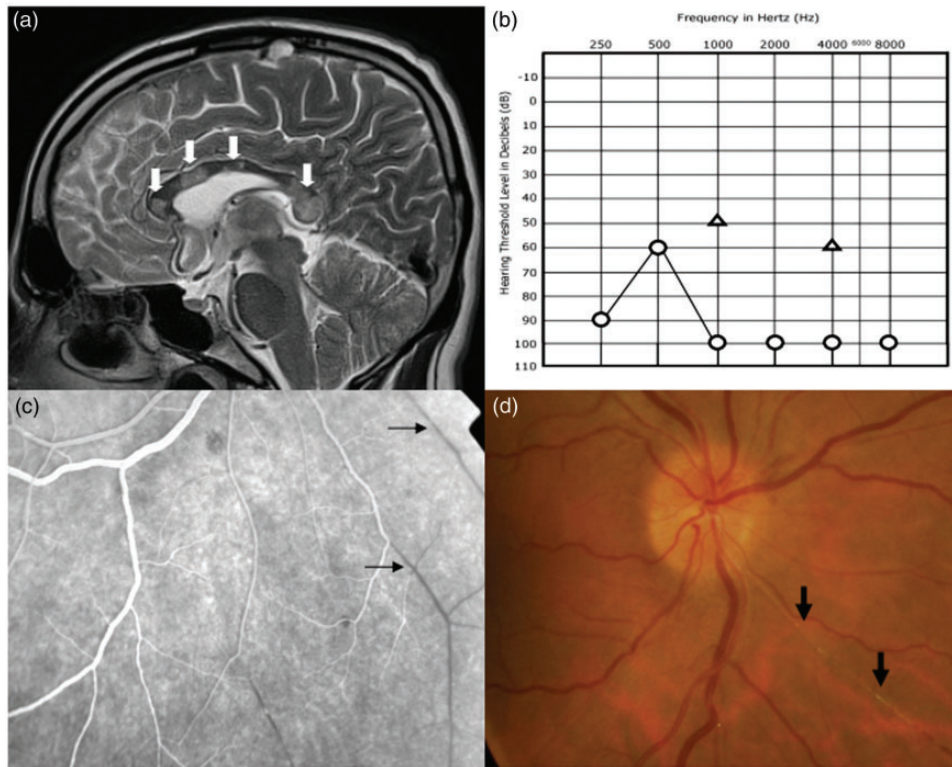 (a)
(b)
Frequency in Hertz (Hz)
250 500 1000 2000 4000 6000 8000
Hearing Threshold Level in Decibels (dB)
-10
0
10
20
30
40
50
60
70
80
90
100
110
(c)
(d)